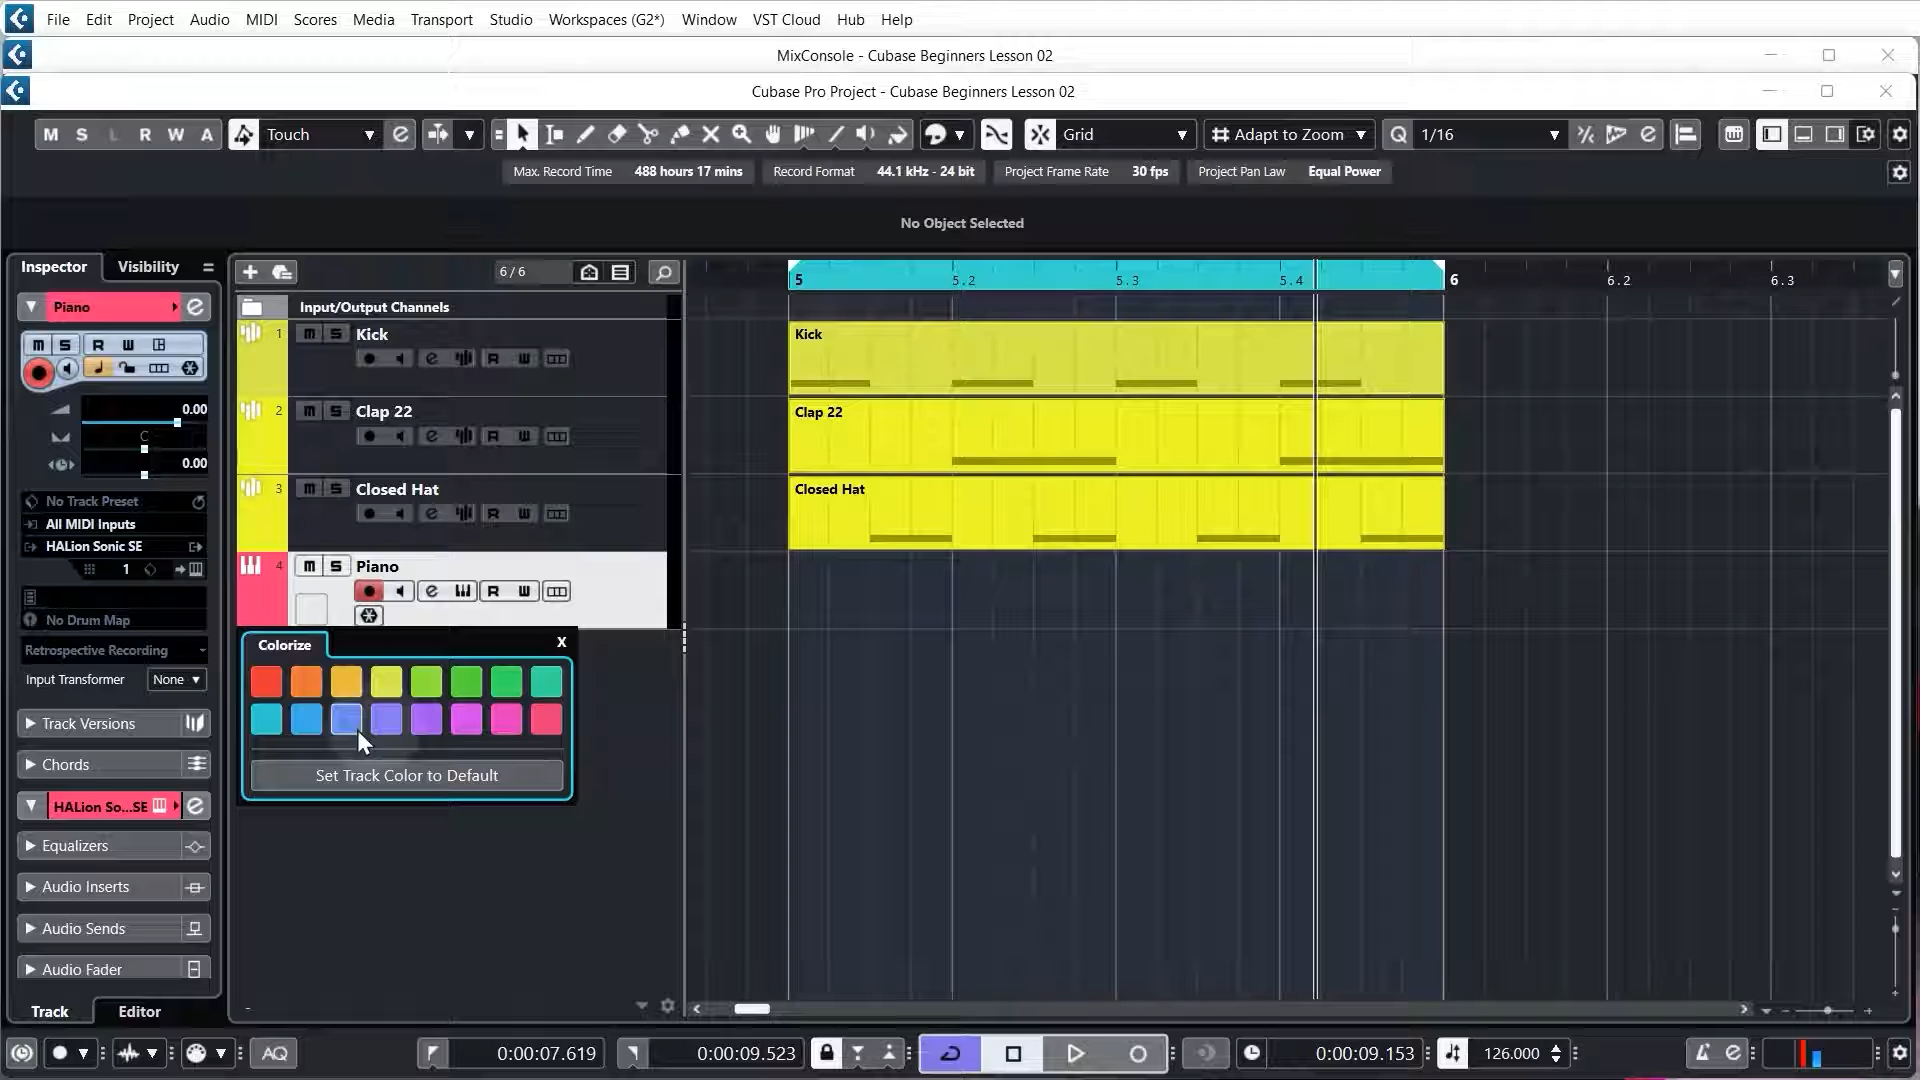 File Edit Project Audio MIDI Scores Media Transport Studio Workspaces (G2*) Window VST Cloud Hub Help
MixConsole - Cubase Beginners Lesson 02
Cubase Pro Project - Cubase Beginners Lesson 02
M S L R W A Touch Grid Adapt to Zoom Q 1/16
Max. Record Time 488 hours 17 mins Record Format 44.1 kHz - 24 bit Project Frame Rate 30 fps Project Pan Law Equal Power
No Object Selected
Inspector Visibility
6 / 6
5 5.2 5.3 5.4 6 6.2 6.3
Piano
Input/Output Channels
1 m S Kick
R W
Kick
m S R W
0.00
C
0.00
2 m S Clap 22
R W
Clap 22
3 m S Closed Hat
R W
Closed Hat
No Track Preset
All MIDI Inputs
HALion Sonic SE
1
4 m S Piano
R W
No Drum Map
Retrospective Recording
Input Transformer None
Colorize X
Set Track Color to Default
Track Versions
Chords
HALion So...SE
Equalizers
Audio Inserts
Audio Sends
Audio Fader
Track Editor
AQ 0:00:07.619 0:00:09.523 0:00:09.153 126.000